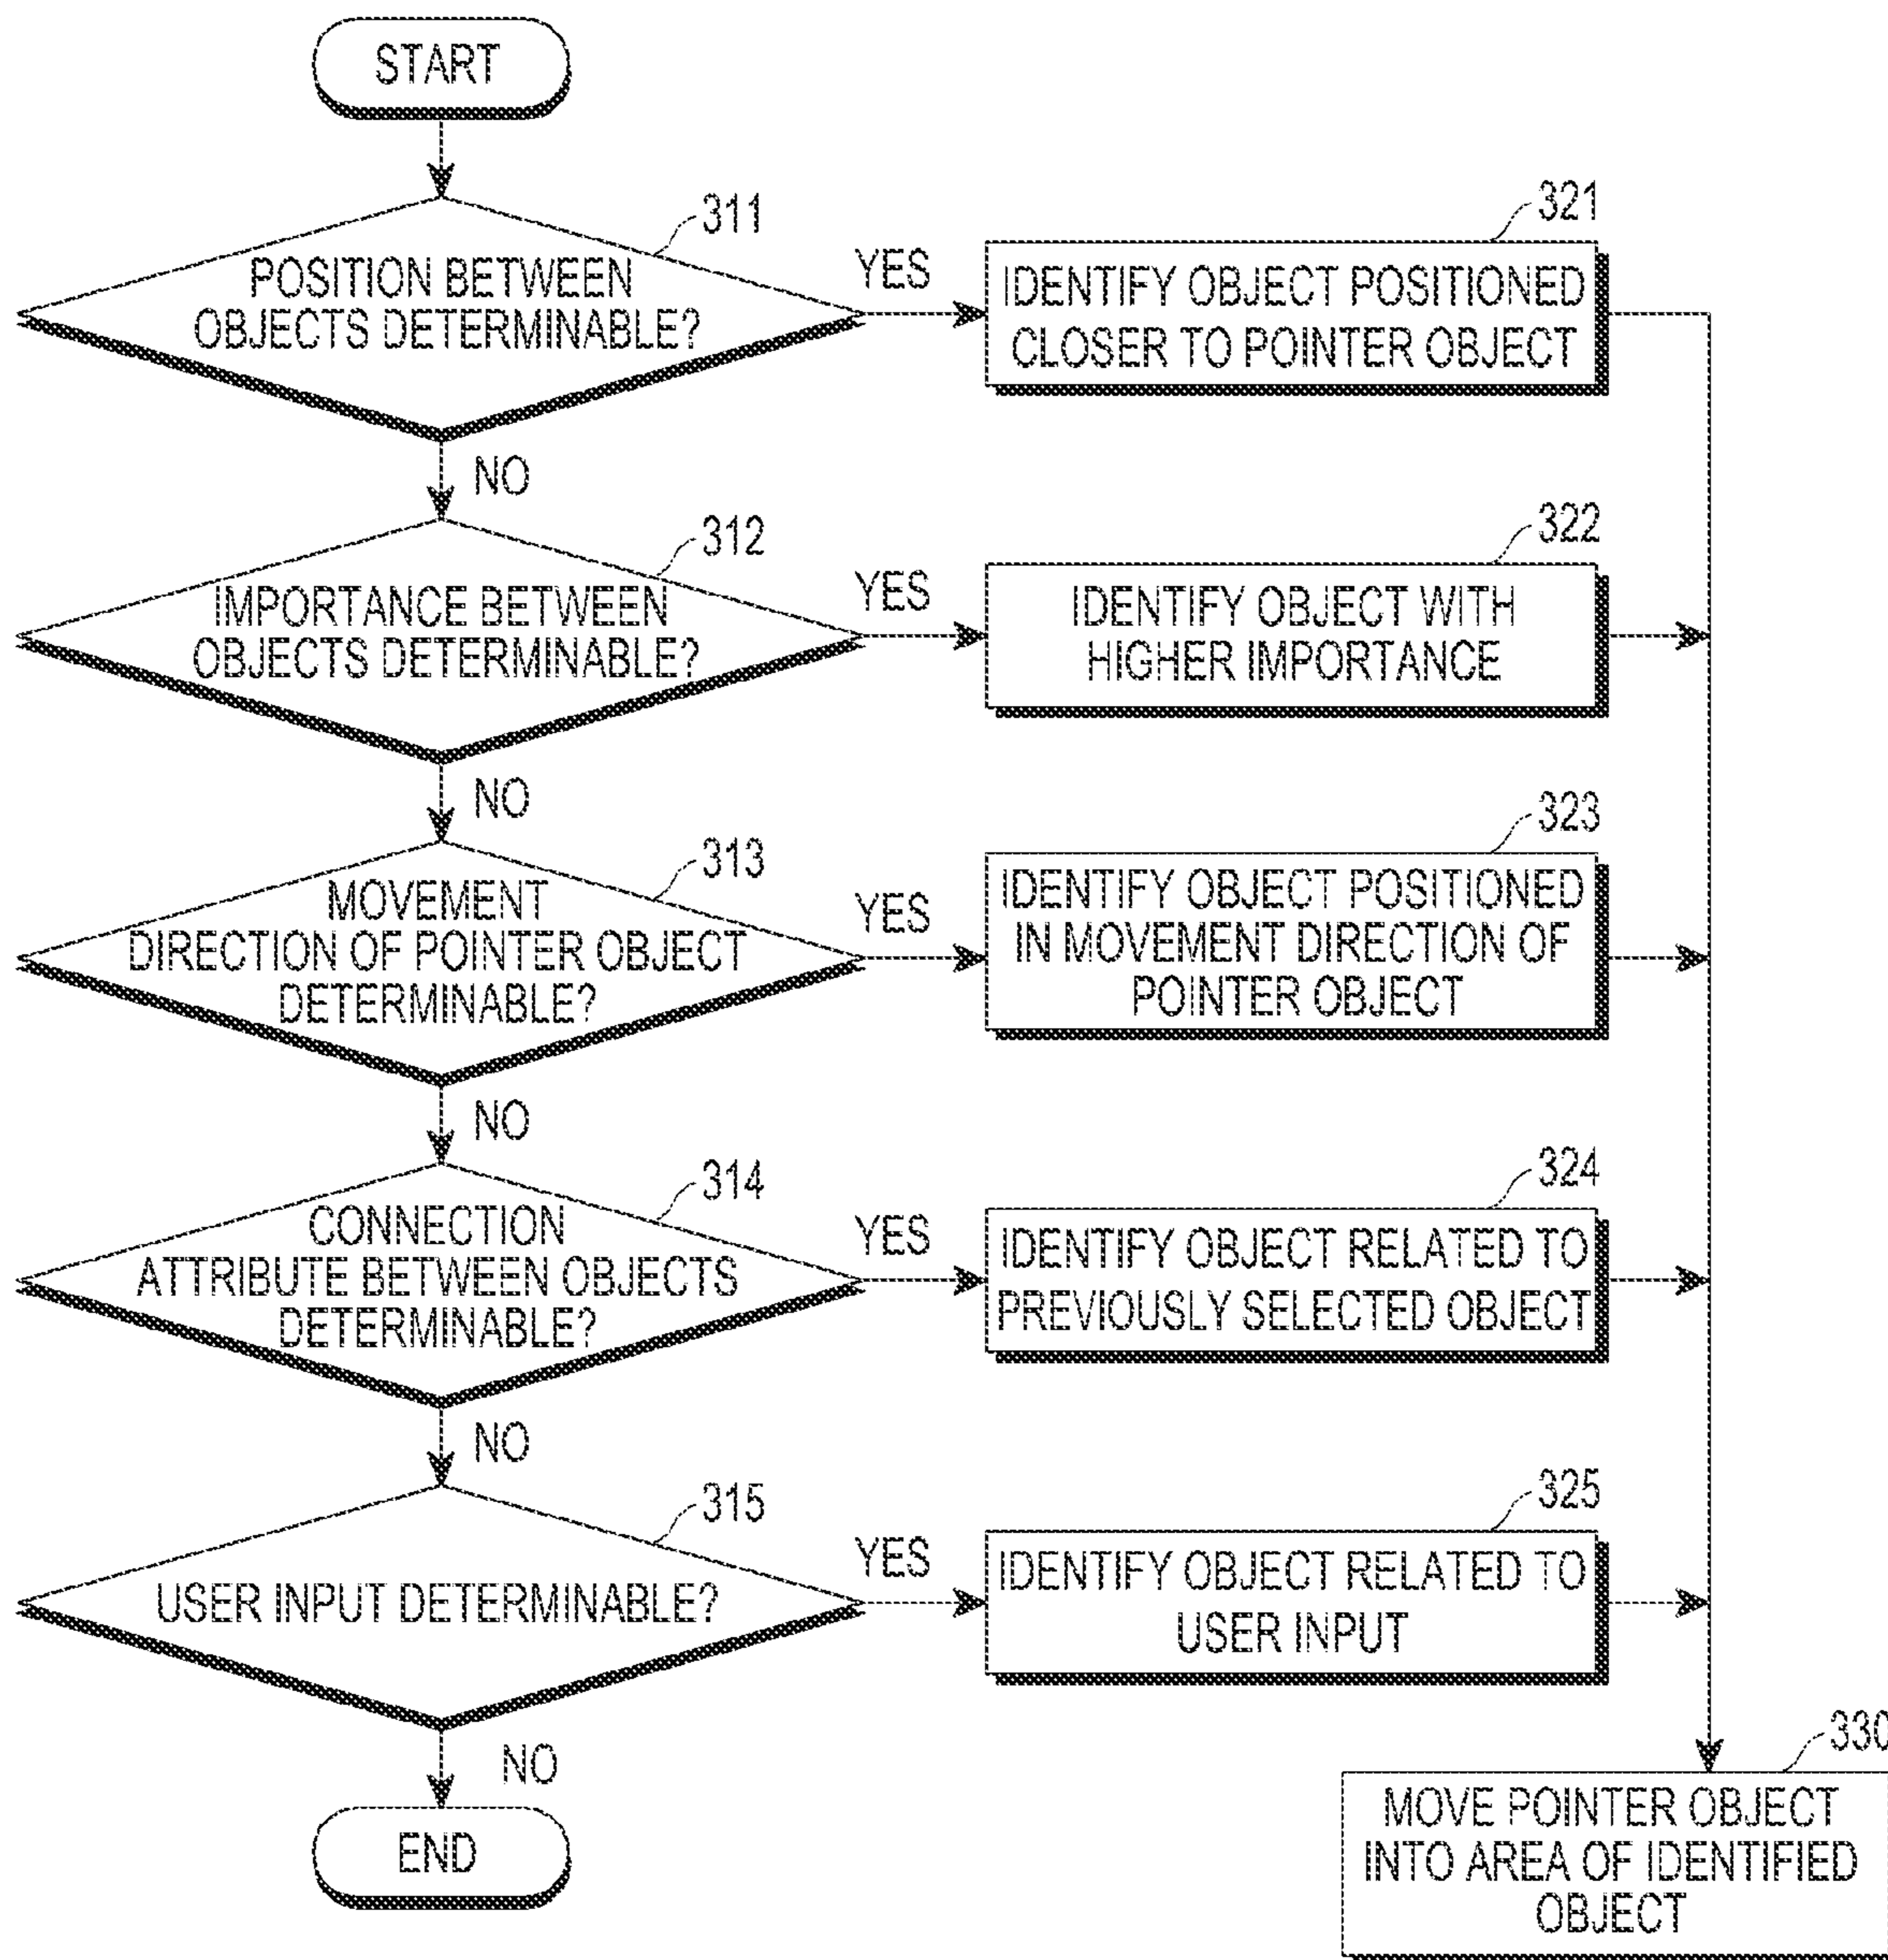 START
311
POSITION BETWEEN
OBJECTS DETERMINABLE?
YES
321
IDENTIFY OBJECT POSITIONED
CLOSER TO POINTER OBJECT
NO
312
IMPORTANCE BETWEEN
OBJECTS DETERMINABLE?
YES
322
IDENTIFY OBJECT WITH
HIGHER IMPORTANCE
NO
313
MOVEMENT
DIRECTION OF POINTER OBJECT
DETERMINABLE?
YES
323
IDENTIFY OBJECT POSITIONED
IN MOVEMENT DIRECTION OF
POINTER OBJECT
NO
314
CONNECTION
ATTRIBUTE BETWEEN OBJECTS
DETERMINABLE?
YES
324
IDENTIFY OBJECT RELATED TO
PREVIOUSLY SELECTED OBJECT
NO
315
USER INPUT DETERMINABLE?
YES
325
IDENTIFY OBJECT RELATED TO
USER INPUT
NO
END
330
MOVE POINTER OBJECT
INTO AREA OF IDENTIFIED
OBJECT